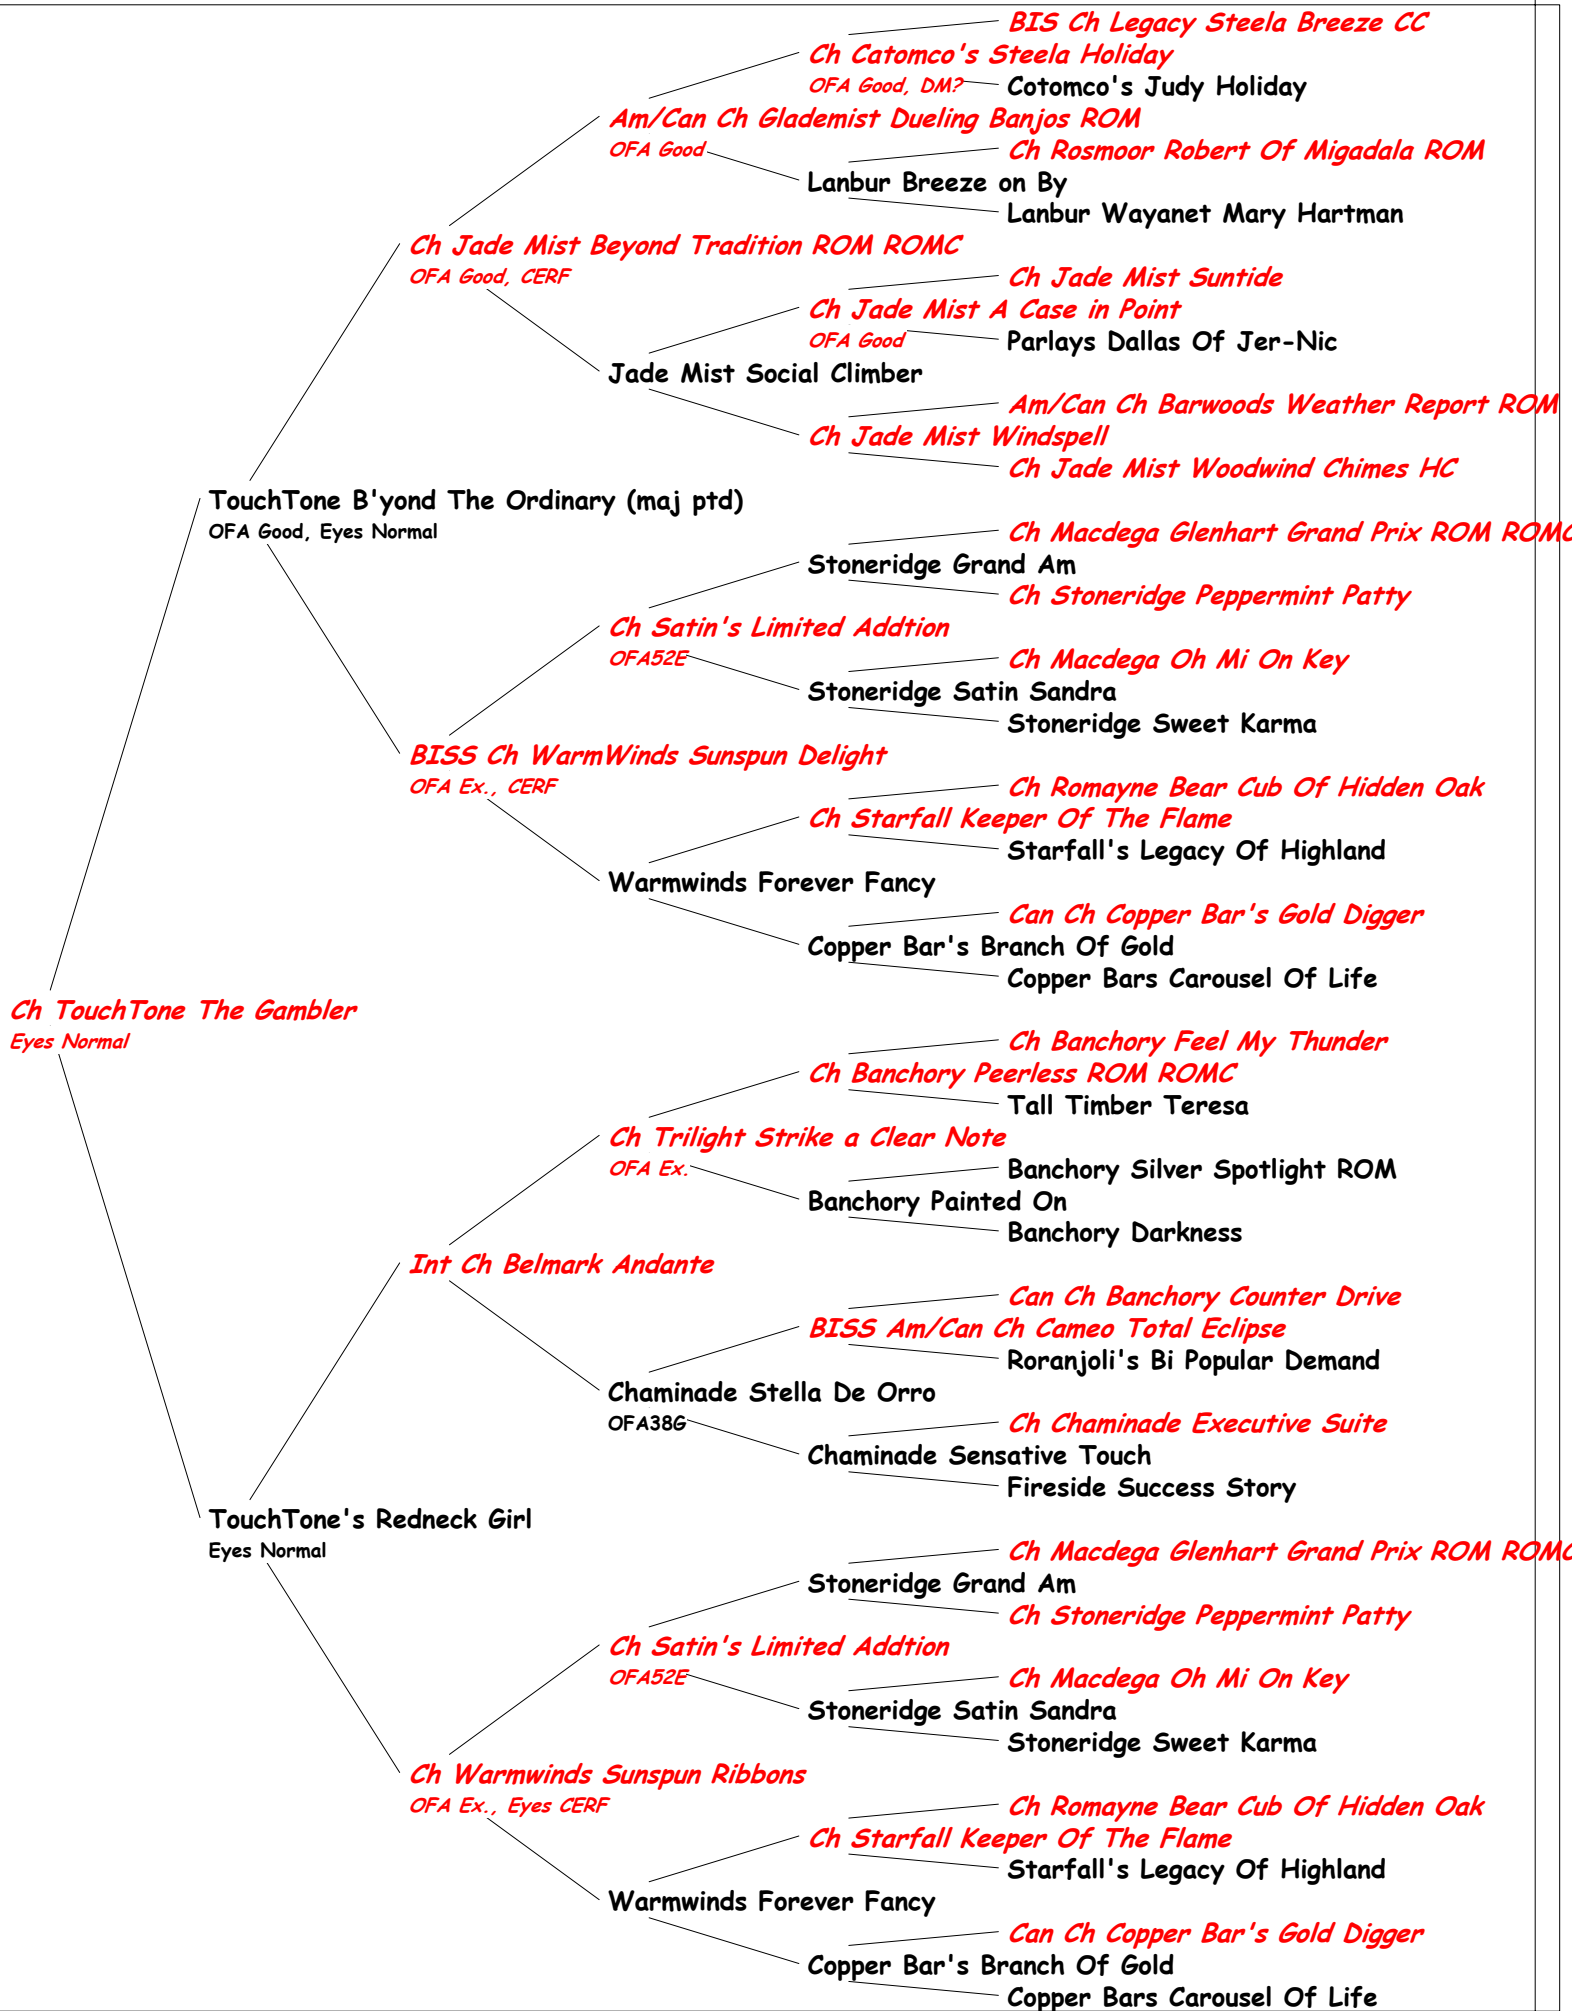 BIS Ch Legacy Steela Breeze CC
Ch Catomco's Steela Holiday
OFA Good, DM?
Cotomco's Judy Holiday
Am/Can Ch Glademist Dueling Banjos ROM
OFA Good
Ch Rosmoor Robert Of Migadala ROM
Lanbur Breeze on By
Lanbur Wayanet Mary Hartman
Ch Jade Mist Beyond Tradition ROM ROMC
OFA Good, CERF
Ch Jade Mist Suntide
Ch Jade Mist A Case in Point
OFA Good
Parlays Dallas Of Jer-Nic
Jade Mist Social Climber
Am/Can Ch Barwoods Weather Report ROM
Ch Jade Mist Windspell
Ch Jade Mist Woodwind Chimes HC
TouchTone B'yond The Ordinary (maj ptd)
OFA Good, Eyes Normal
Ch Macdega Glenhart Grand Prix ROM ROMC
Stoneridge Grand Am
Ch Stoneridge Peppermint Patty
Ch Satin's Limited Addtion
OFA52E
Ch Macdega Oh Mi On Key
Stoneridge Satin Sandra
Stoneridge Sweet Karma
BISS Ch WarmWinds Sunspun Delight
OFA Ex., CERF
Ch Romayne Bear Cub Of Hidden Oak
Ch Starfall Keeper Of The Flame
Starfall's Legacy Of Highland
Warmwinds Forever Fancy
Can Ch Copper Bar's Gold Digger
Copper Bar's Branch Of Gold
Copper Bars Carousel Of Life
Ch TouchTone The Gambler
Eyes Normal
Ch Banchory Feel My Thunder
Ch Banchory Peerless ROM ROMC
Tall Timber Teresa
Ch Trilight Strike a Clear Note
OFA Ex.
Banchory Silver Spotlight ROM
Banchory Painted On
Banchory Darkness
Int Ch Belmark Andante
Can Ch Banchory Counter Drive
BISS Am/Can Ch Cameo Total Eclipse
Roranjoli's Bi Popular Demand
Chaminade Stella De Orro
OFA38G
Ch Chaminade Executive Suite
Chaminade Sensative Touch
Fireside Success Story
TouchTone's Redneck Girl
Eyes Normal
Ch Macdega Glenhart Grand Prix ROM ROMC
Stoneridge Grand Am
Ch Stoneridge Peppermint Patty
Ch Satin's Limited Addtion
OFA52E
Ch Macdega Oh Mi On Key
Stoneridge Satin Sandra
Stoneridge Sweet Karma
Ch Warmwinds Sunspun Ribbons
OFA Ex., Eyes CERF
Ch Romayne Bear Cub Of Hidden Oak
Ch Starfall Keeper Of The Flame
Starfall's Legacy Of Highland
Warmwinds Forever Fancy
Can Ch Copper Bar's Gold Digger
Copper Bar's Branch Of Gold
Copper Bars Carousel Of Life